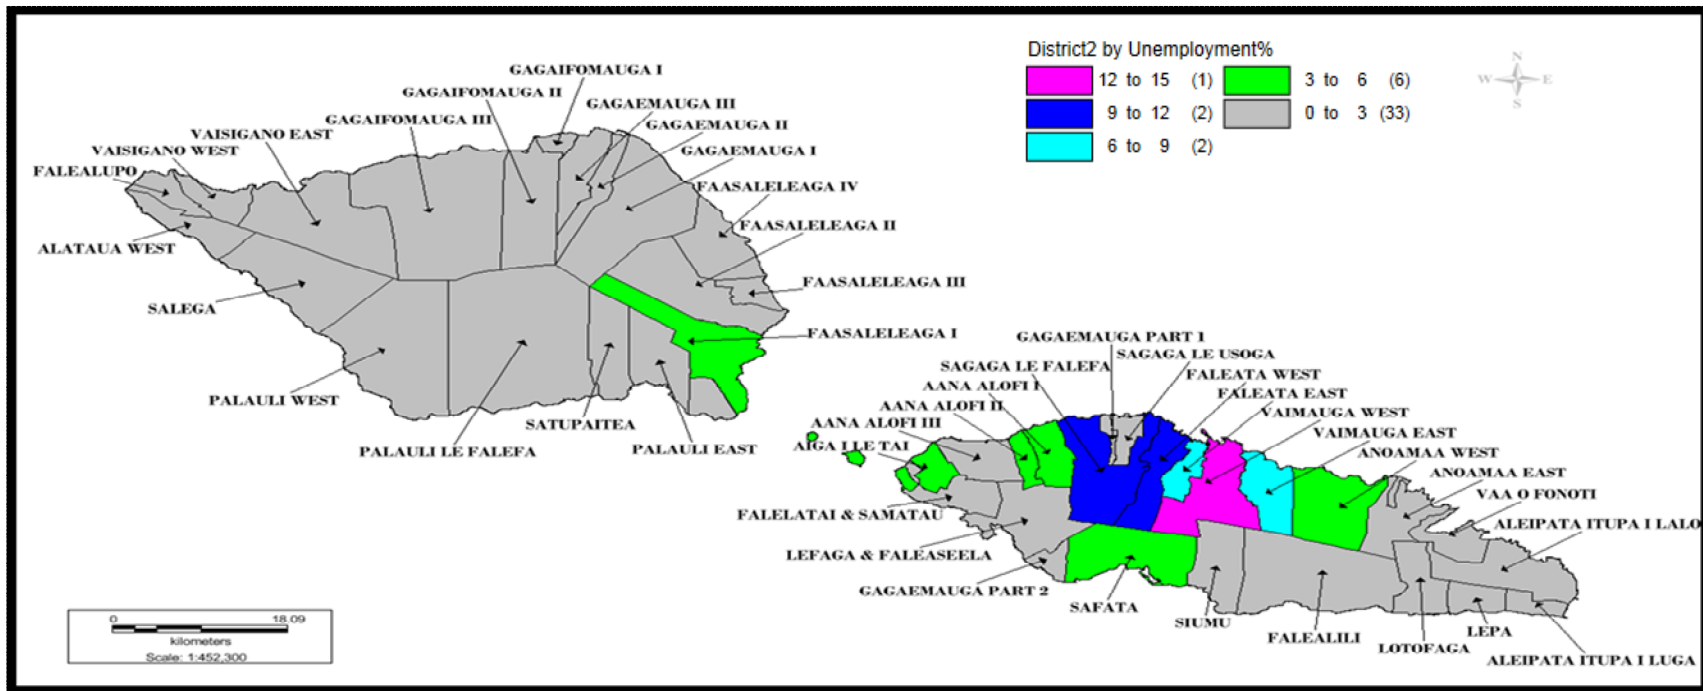 District2 by Unemployment%
12 to 15 (1)
3 to 6 (6)
9 to 12 (2)
0 to 3 (33)
6 to 9 (2)
N
W E
S
GAGAIFOMAUGA I
GAGAIFOMAUGA II
GAGAEMAUGA III
GAGAIFOMAUGA III
GAGAEMAUGA II
VAISIGANO EAST
VAISIGANO WEST
GAGAEMAUGA I
FALEALUPO
FAASALELEAGA IV
FAASALELEAGA II
ALATAUA WEST
FAASALELEAGA III
SALEGA
FAASALELEAGA I
PALAULI WEST
SATUPAITEA
PALAULI LE FALEFA
PALAULI EAST
GAGAEMAUGA PART 1
SAGAGA LE USOGA
SAGAGA LE FALEFA
FALEATA WEST
AANA ALOFI I
FALEATA EAST
AANA ALOFI II
VAIMAUGA WEST
AANA ALOFI III
VAIMAUGA EAST
AIGA I LE TAI
ANOAMAA WEST
ANOAMAA EAST
VAA O FONOTI
FALELATAI & SAMATAU
ALEIPATA ITUPA I LALO
LEFAGA & FALEASEELA
GAGAEMAUGA PART 2
SAFATA
SIUMU
FALEALILI
LEPA
LOTOFAGA
ALEIPATA ITUPA I LUGA
0 18.09
kilometers
Scale: 1:452,300